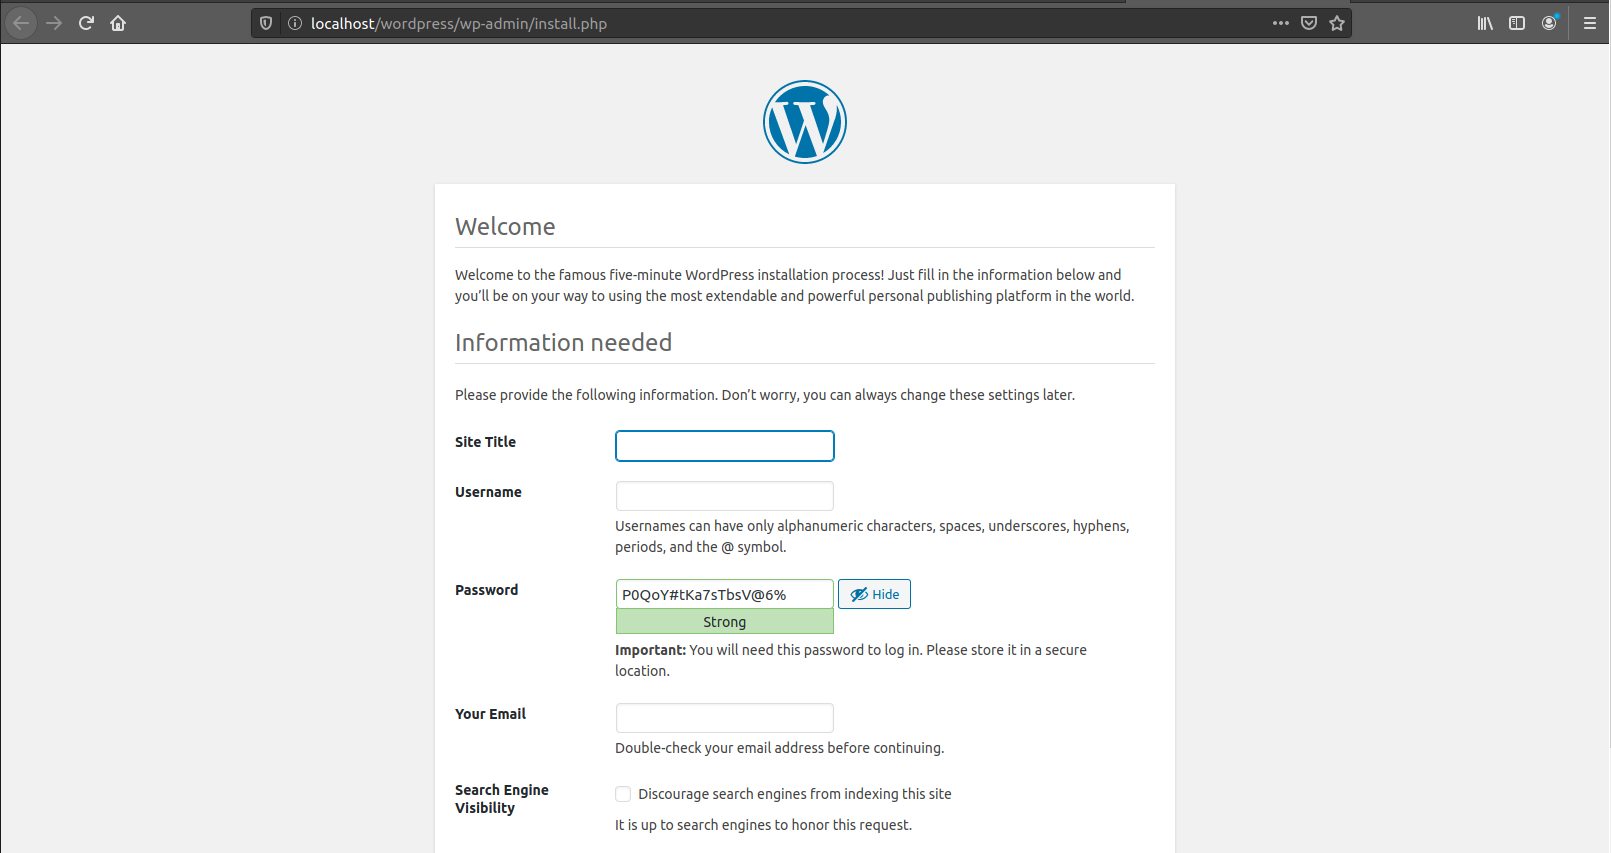 localhost/wordpress/wp-admin/install.php
W
Welcome
Welcome to the famous five-minute WordPress installation process! Just fill in the information below and
you’ll be on your way to using the most extendable and powerful personal publishing platform in the world.
Information needed
Please provide the following information. Don’t worry, you can always change these settings later.
Site Title
Username
Usernames can have only alphanumeric characters, spaces, underscores, hyphens,
periods, and the @ symbol.
Password
P0QoY#tKa7sTbsV@6%
Hide
Strong
Important: You will need this password to log in. Please store it in a secure
location.
Your Email
Double-check your email address before continuing.
Search Engine
Visibility
Discourage search engines from indexing this site
It is up to search engines to honor this request.